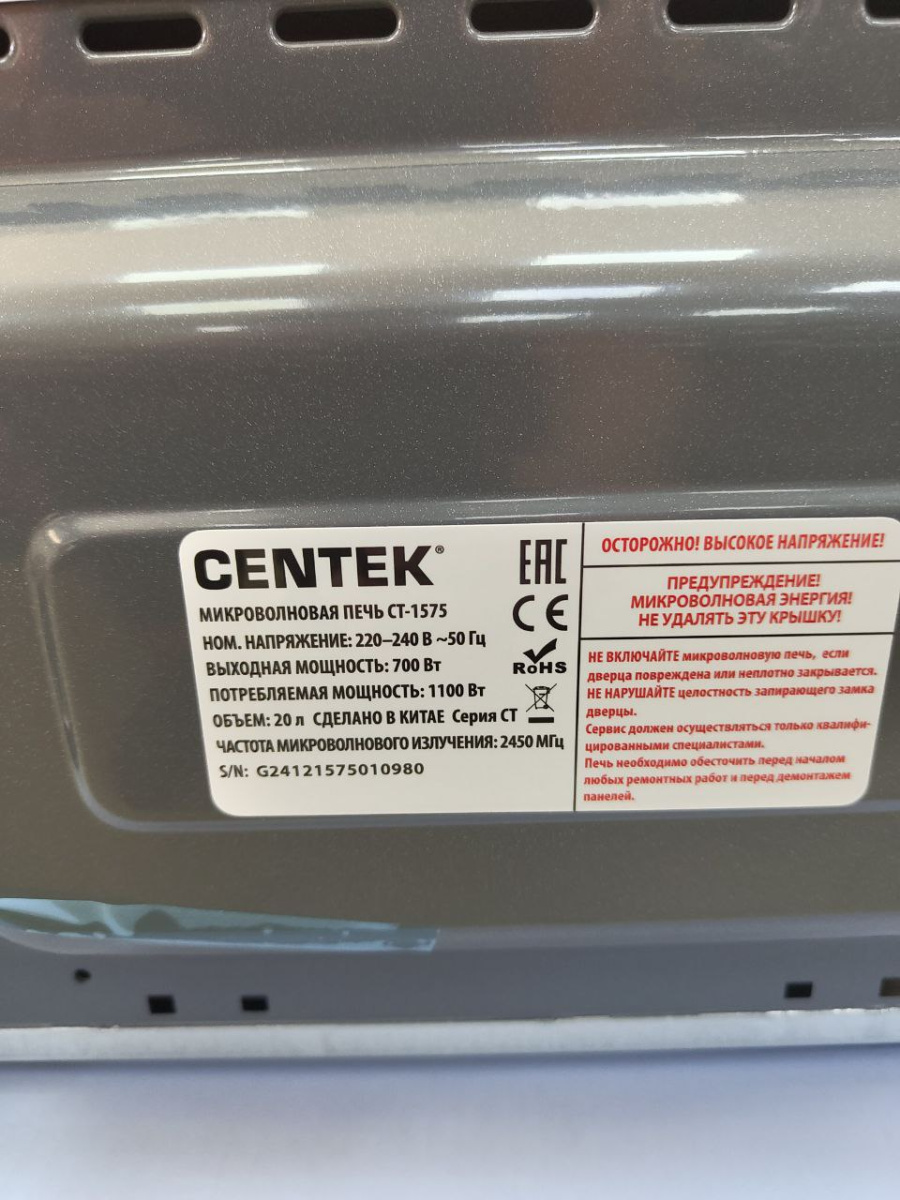 CENTEK®
МИКРОВОЛНОВАЯ ПЕЧЬ CT-1575
НОМ. НАПРЯЖЕНИЕ: 220–240 В ~50 Гц
ВЫХОДНАЯ МОЩНОСТЬ: 700 Вт
ПОТРЕБЛЯЕМАЯ МОЩНОСТЬ: 1100 Вт
ОБЪЕМ: 20 л СДЕЛАНО В КИТАЕ Серия СТ
ЧАСТОТА МИКРОВОЛНОВОГО ИЗЛУЧЕНИЯ: 2450 МГц
S/N: G24121575010980
EAC
CE
RoHS
ОСТОРОЖНО! ВЫСОКОЕ НАПРЯЖЕНИЕ!
ПРЕДУПРЕЖДЕНИЕ!
МИКРОВОЛНОВАЯ ЭНЕРГИЯ!
НЕ УДАЛЯТЬ ЭТУ КРЫШКУ!
НЕ ВКЛЮЧАЙТЕ микроволновую печь, если
дверца повреждена или неплотно закрывается.
НЕ НАРУШАЙТЕ целостность запирающего замка
дверцы.
Сервис должен осуществляться только квалифи-
цированными специалистами.
Печь необходимо обесточить перед началом
любых ремонтных работ и перед демонтажем
панелей.